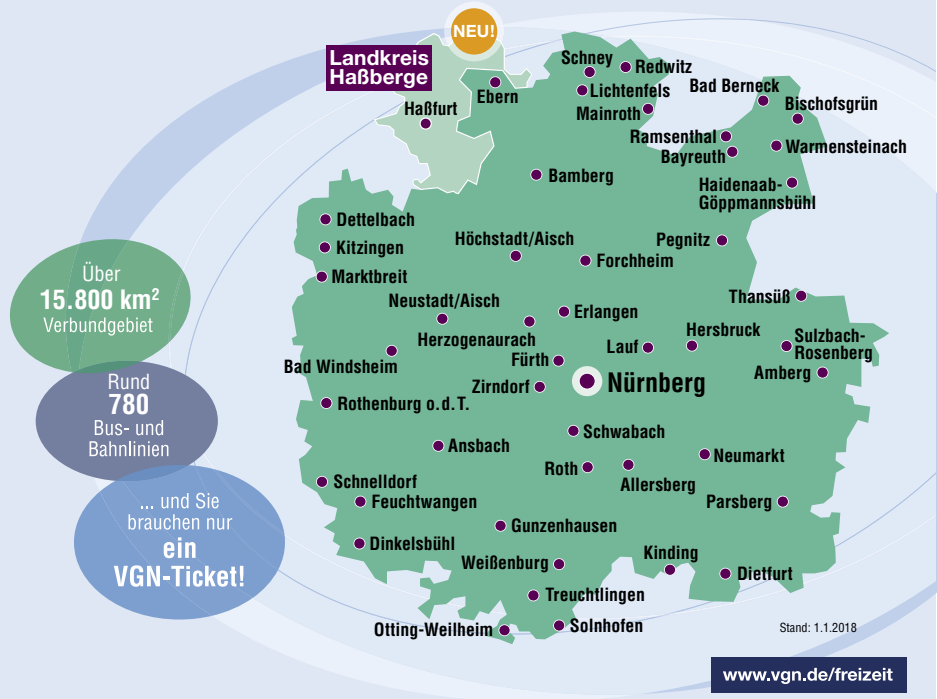 NEU!
Landkreis
Haßberge
Haßfurt
Ebern
Schney
Redwitz
Lichtenfels
Mainroth
Bad Berneck
Bischofsgrün
Ramsenthal
Bayreuth
Warmensteinach
Haidenaab-
Göppmannsbühl
Bamberg
Dettelbach
Kitzingen
Marktbreit
Höchstadt/Aisch
Forchheim
Pegnitz
Über
15.800 km²
Verbundgebiet
Neustadt/Aisch
Herzogenaurach
Erlangen
Thansüß
Bad Windsheim
Fürth
Lauf
Hersbruck
Sulzbach-
Rosenberg
Amberg
Zirndorf
Nürnberg
Rund
780
Bus- und
Bahnlinien
Rothenburg o.d.T.
Ansbach
Schwabach
Roth
Allersberg
Neumarkt
Schnelldorf
Feuchtwangen
Parsberg
... und Sie
brauchen nur
ein
VGN-Ticket!
Gunzenhausen
Dinkelsbühl
Weißenburg
Kinding
Dietfurt
Treuchtlingen
Otting-Weilheim
Solnhofen
Stand: 1.1.2018
www.vgn.de/freizeit